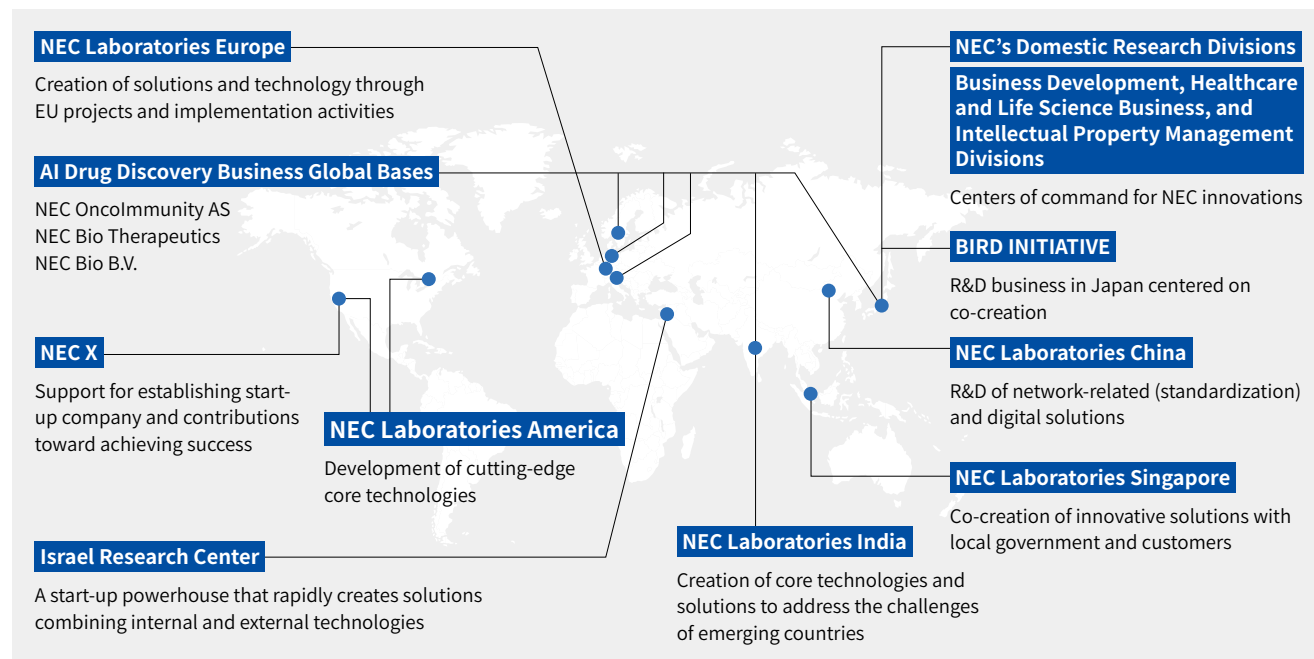 NEC Laboratories Europe
Creation of solutions and technology through
EU projects and implementation activities
AI Drug Discovery Business Global Bases
NEC OncoImmunity AS
NEC Bio Therapeutics
NEC Bio B.V.
NEC X
Support for establishing start-
up company and contributions
toward achieving success
NEC Laboratories America
Development of cutting-edge
core technologies
Israel Research Center
A start-up powerhouse that rapidly creates solutions
combining internal and external technologies
NEC Laboratories India
Creation of core technologies and
solutions to address the challenges
of emerging countries
NEC’s Domestic Research Divisions
Business Development, Healthcare
and Life Science Business, and
Intellectual Property Management
Divisions
Centers of command for NEC innovations
BIRD INITIATIVE
R&D business in Japan centered on
co-creation
NEC Laboratories China
R&D of network-related (standardization)
and digital solutions
NEC Laboratories Singapore
Co-creation of innovative solutions with
local government and customers